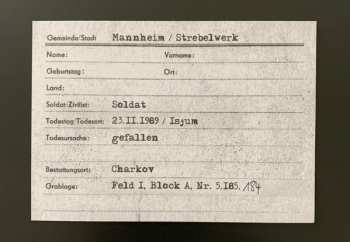 Gemeinde/Stadt Mannheim / Strebelwerk
Name: Vorname:
Geburtstag: Ort:
Land:
Soldat/Zivilist: Soldat
Todestag/Todesort: 23.II.1989 / Isjum
Todesursache: gefallen
Bestattungsort: Charkov
Grablage: Feld I, Block A, Nr. 5.185, 184